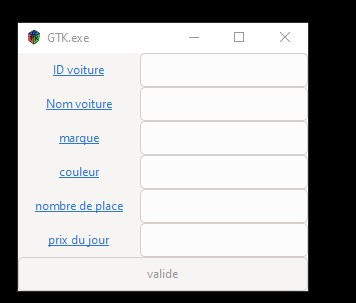 GTK.exe
ID voiture
Nom voiture
marque
couleur
nombre de place
prix du jour
valide